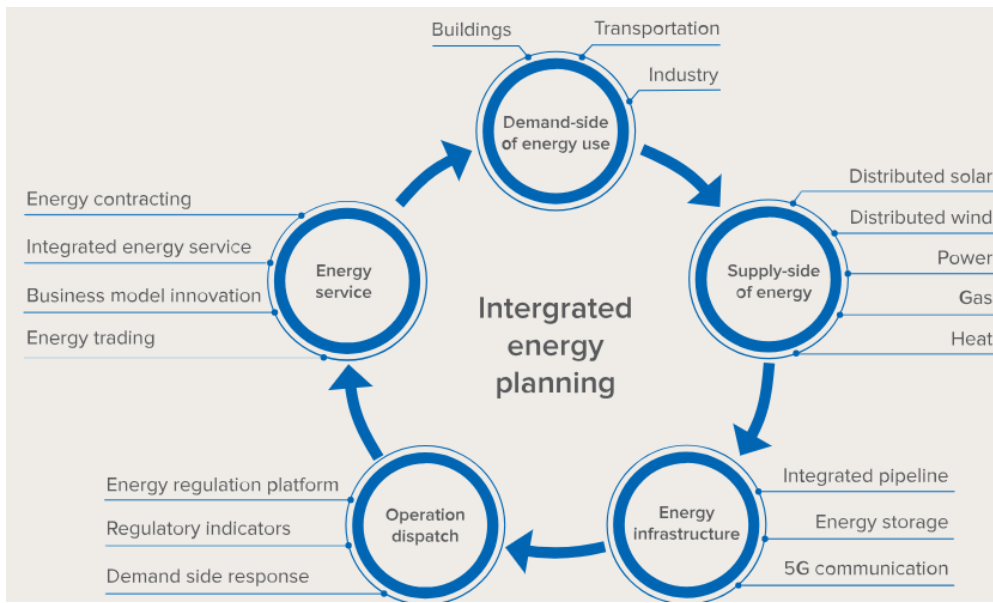 Buildings
Transportation
Industry
Demand-side
of energy use
Distributed solar
Distributed wind
Power
Gas
Heat
Supply-side
of energy
Energy contracting
Integrated energy service
Business model innovation
Energy trading
Energy
service
Intergrated
energy
planning
Integrated pipeline
Energy storage
5G communication
Energy
infrastructure
Energy regulation platform
Regulatory indicators
Demand side response
Operation
dispatch